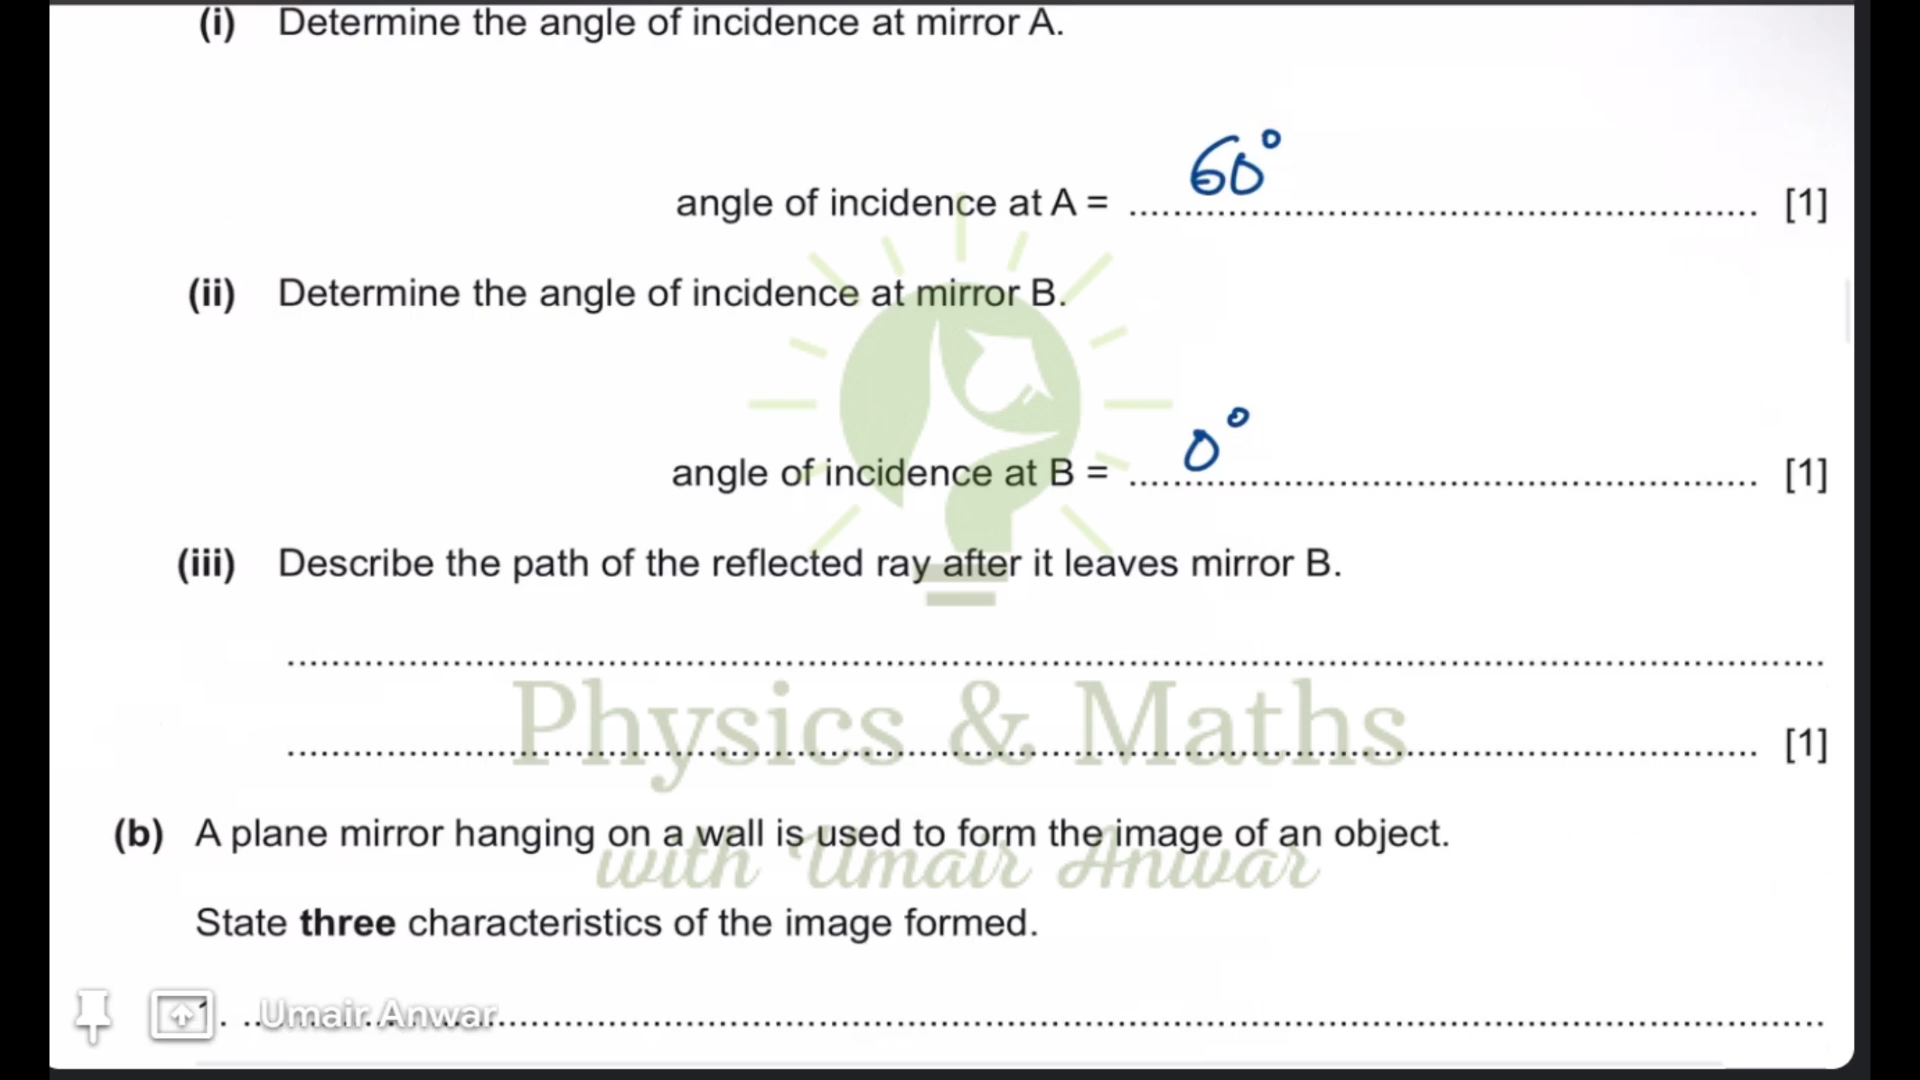 (i) Determine the angle of incidence at mirror A.
60°
angle of incidence at A = ........................................................ [1]
(ii) Determine the angle of incidence at mirror B.
0°
angle of incidence at B = ........................................................ [1]
(iii) Describe the path of the reflected ray after it leaves mirror B.
Physics & Maths
[1]
(b) A plane mirror hanging on a wall is used to form the image of an object.
with Umair Anwar
State three characteristics of the image formed.
1. Umair Anwar